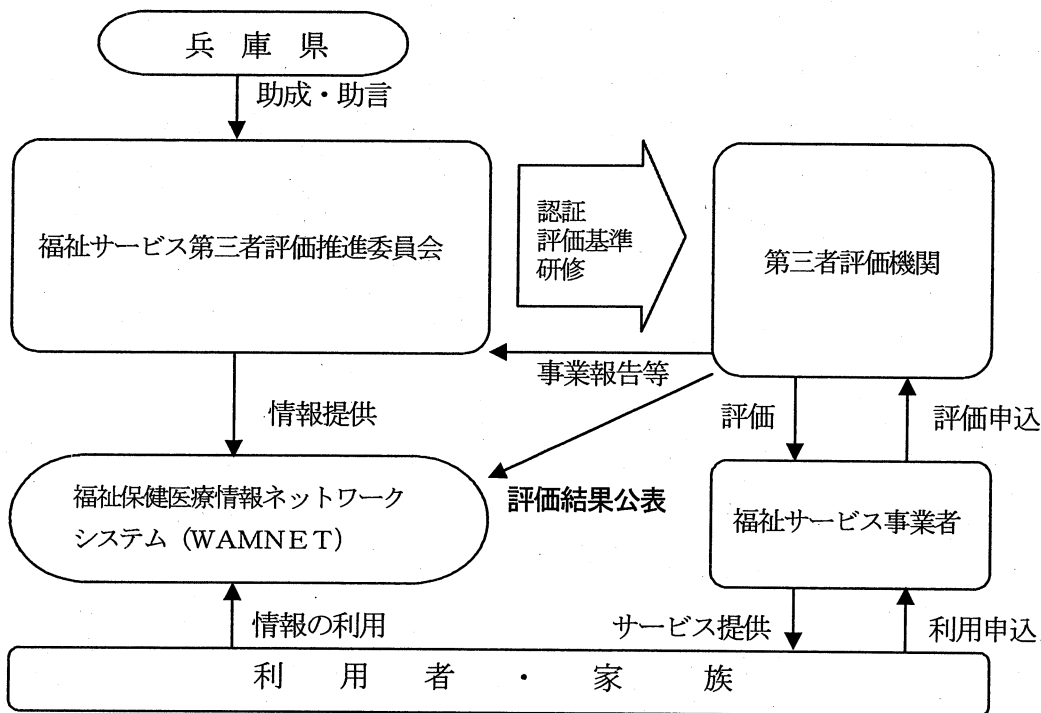 兵　庫　県
助成・助言
福祉サービス第三者評価推進委員会
認証
評価基準
研修
第三者評価機関
事業報告等
情報提供
評価
評価申込
福祉保健医療情報ネットワーク
システム（WAMNET）
評価結果公表
福祉サービス事業者
情報の利用
サービス提供
利用申込
利　用　者　・　家　族